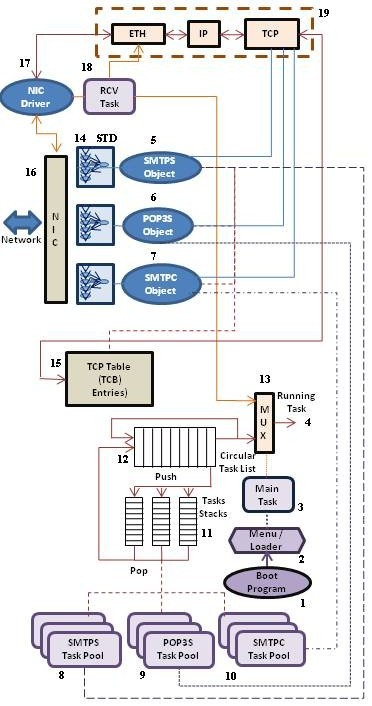 19
ETH
IP
TCP
17
18
NIC
Driver
RCV
Task
14
STD
5
SMTPS
Object
16
6
N
I
C
POP3S
Object
Network
7
SMTPC
Object
15
TCP Table
(TCB)
Entries)
13
M
U
X
Running
Task
4
12
Circular
Task List
Push
Main
Task
3
Tasks
Stacks
11
Menu /
Loader
2
Pop
Boot
Program
1
SMTPS
Task Pool
POP3S
Task Pool
SMTPC
Task Pool
8
9
10